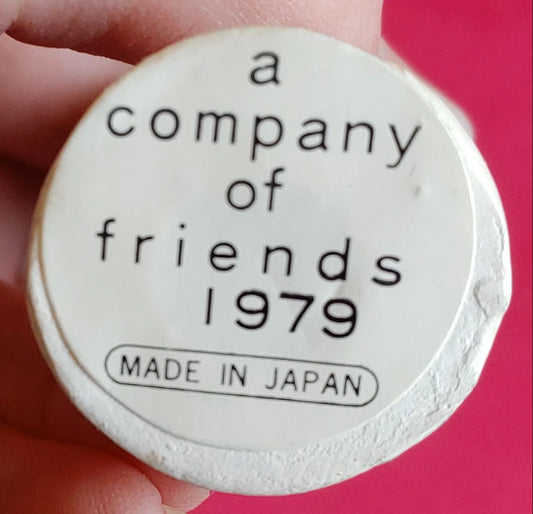 a
company
of
friends
1979
MADE IN JAPAN